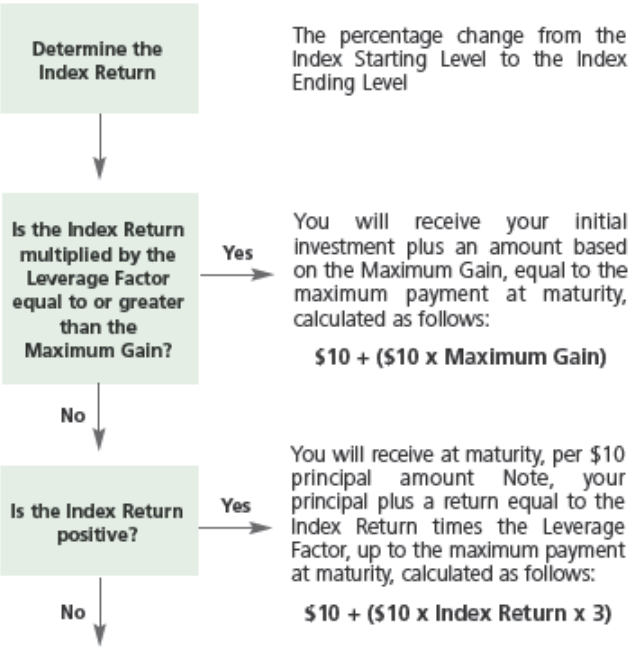 Determine the
Index Return
The percentage change from the
Index Starting Level to the Index
Ending Level
Is the Index Return
multiplied by the
Leverage Factor
equal to or greater
than the
Maximum Gain?
Yes
You will receive your initial
investment plus an amount based
on the Maximum Gain, equal to the
maximum payment at maturity,
calculated as follows:
$10 + ($10 x Maximum Gain)
No
Is the Index Return
positive?
Yes
You will receive at maturity, per $10
principal amount Note, your
principal plus a return equal to the
Index Return times the Leverage
Factor, up to the maximum payment
at maturity, calculated as follows:
$10 + ($10 x Index Return x 3)
No